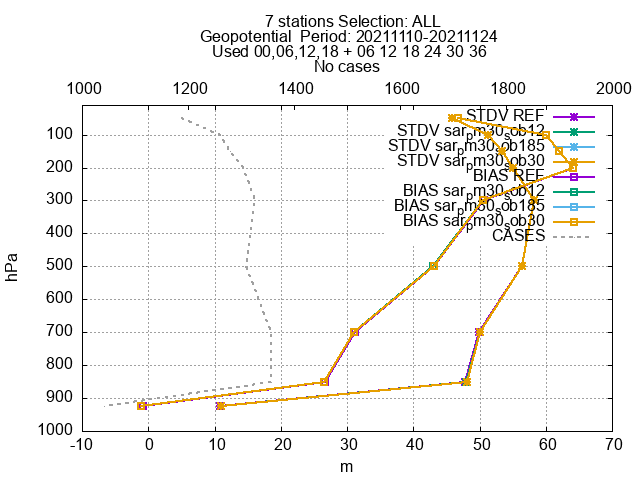 7 stations Selection: ALL
Geopotential  Period: 20211110-20211124
Used 00,06,12,18 + 06 12 18 24 30 36
No cases
1000 1200 1400 1600 1800 2000
STDV REF
STDV sar_pm30_sob12
STDV sar_pm30_sob185
STDV sar_pm30_sob30
BIAS REF
BIAS sar_pm30_sob12
BIAS sar_pm30_sob185
BIAS sar_pm30_sob30
CASES
hPa
100
200
300
400
500
600
700
800
900
1000
-10 0 10 20 30 40 50 60 70
m